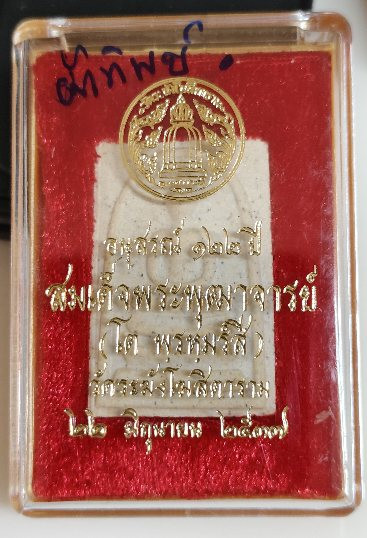 อนุสรณ์ ๑๒๒ ปี
สมเด็จพระพุฒาจารย์
(โต พรหฺมรํสี)
วัดระฆังโฆสิตาราม
๒๒ มิถุนายน ๒๕๓๗